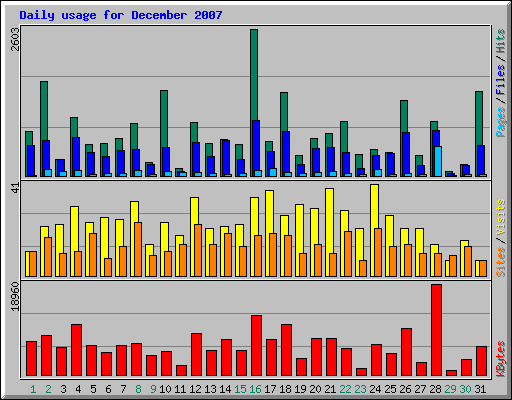 Daily usage for December 2007
2603
Pages / Files / Hits
41
Sites / Visits
18960
KBytes
1 2 3 4 5 6 7 8 9 10 11 12 13 14 15 16 17 18 19 20 21 22 23 24 25 26 27 28 29 30 31